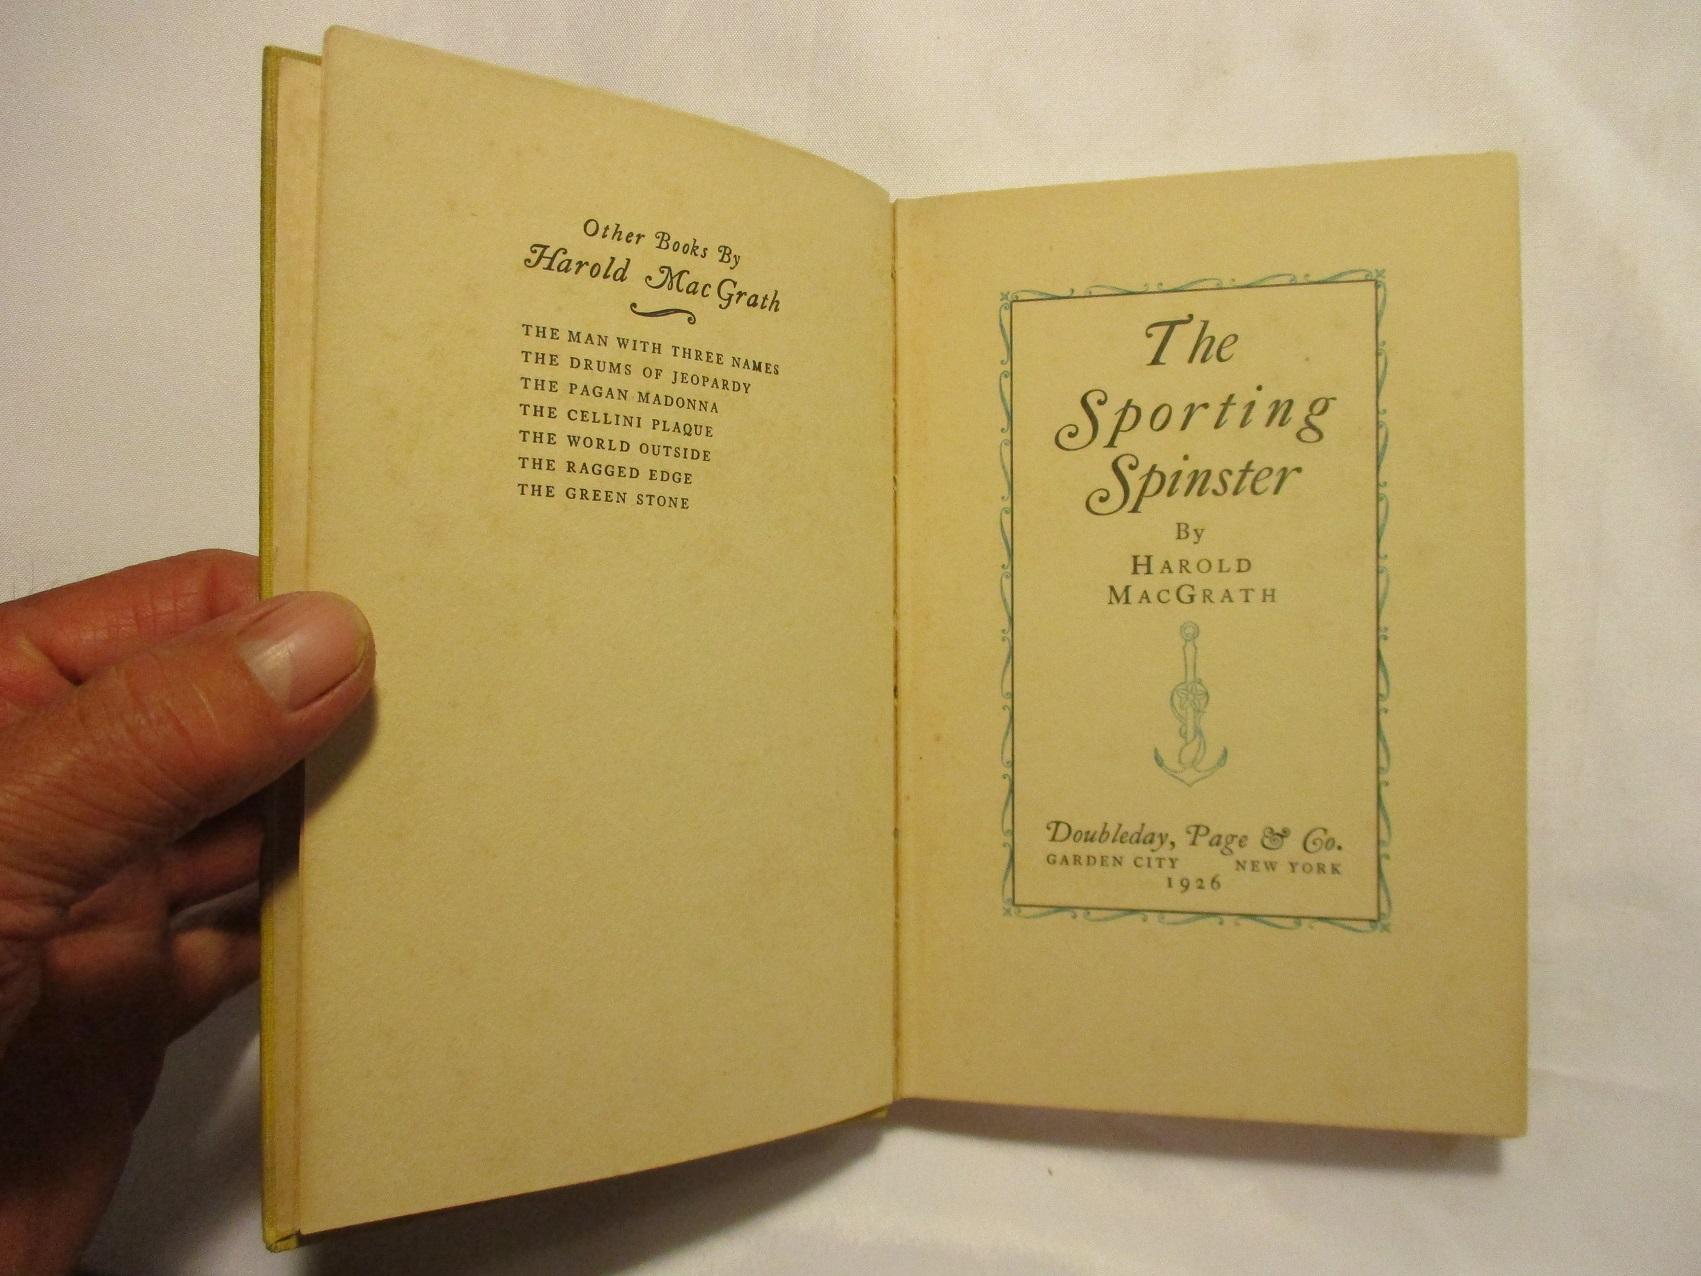 Other Books By
Harold MacGrath
THE MAN WITH THREE NAMES
THE DRUMS OF JEOPARDY
THE PAGAN MADONNA
THE CELLINI PLAQUE
THE WORLD OUTSIDE
THE RAGGED EDGE
THE GREEN STONE
The
Sporting
Spinster
By
HAROLD
MACGRATH
Doubleday, Page & Co.
GARDEN CITY NEW YORK
1926